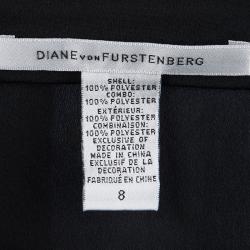 DIANE VON FURSTENBERG
SHELL:
100% POLYESTER
COMBO:
100% POLYESTER
EXTÉRIEUR:
100% POLYESTER
COMBINAISON:
100% POLYESTER
EXCLUSIVE OF
DECORATION
MADE IN CHINA
EXCLUSIF DE LA
DECORATION
FABRIQUÉ EN CHINE
8